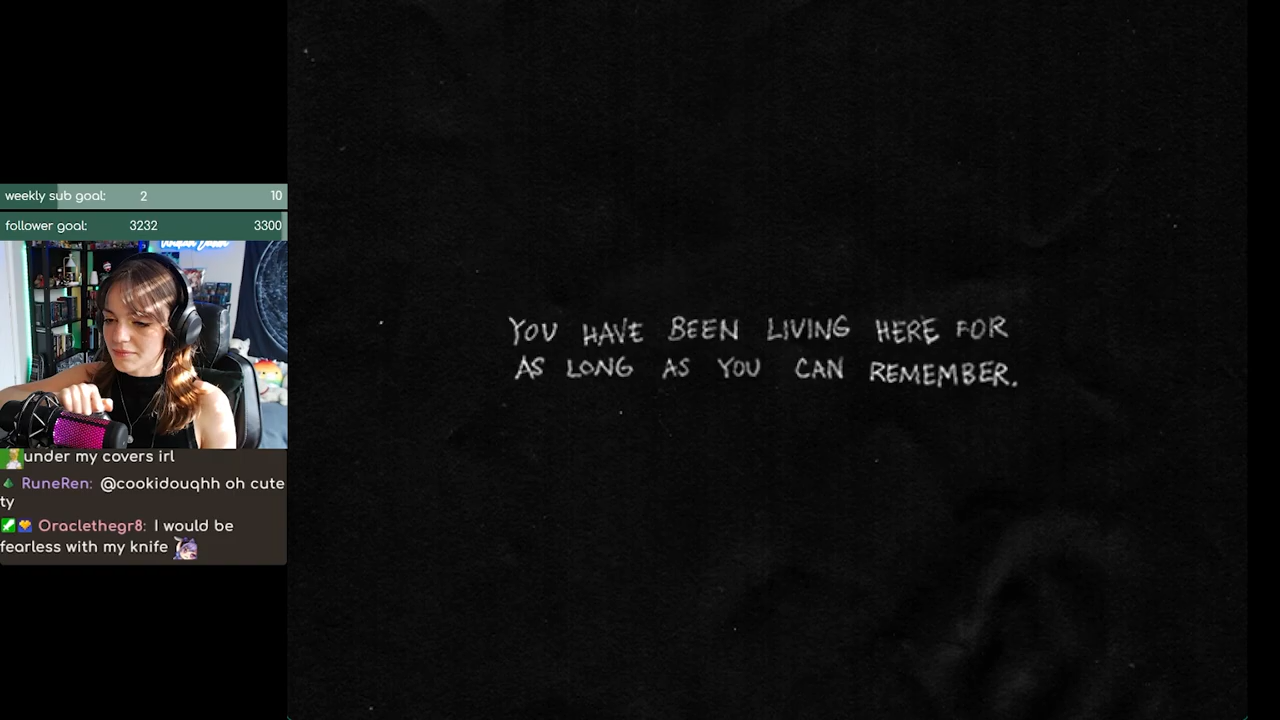 weekly sub goal: 2 10
follower goal: 3232 3300
under my covers irl
RuneRen: @cookidouqhh oh cute
ty
Oraclethegr8: I would be
fearless with my knife
YOU HAVE BEEN LIVING HERE FOR
AS LONG AS YOU CAN REMEMBER.